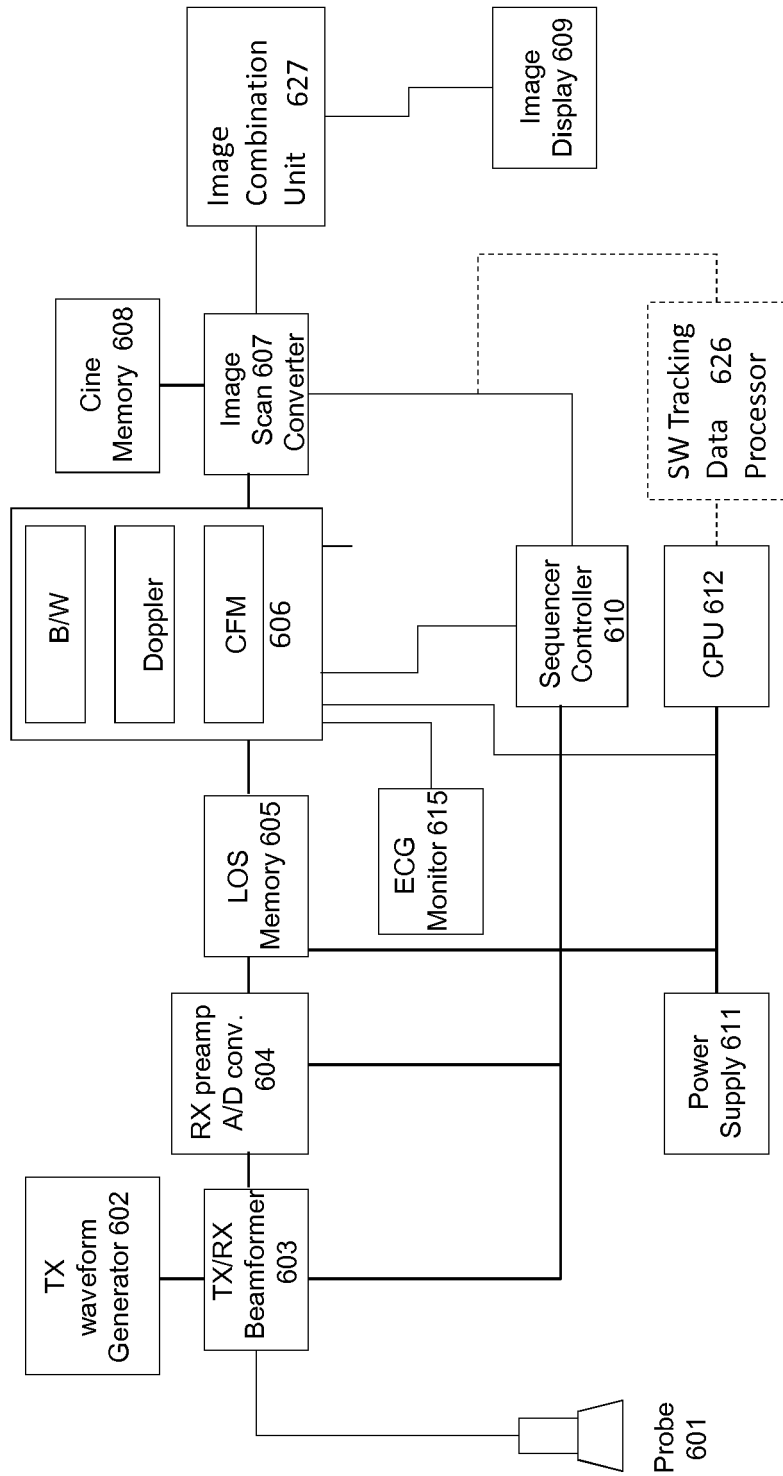 TX
waveform
Generator 602
TX/RX
Beamformer
603
Probe
601
RX preamp
A/D conv.
604
LOS
Memory 605
B/W
Doppler
CFM
606
ECG
Monitor 615
Cine
Memory 608
Image
Scan 607
Converter
Image
Combination
Unit 627
Image
Display 609
Sequencer
Controller
610
Power
Supply 611
CPU 612
SW Tracking
Data 626
Processor